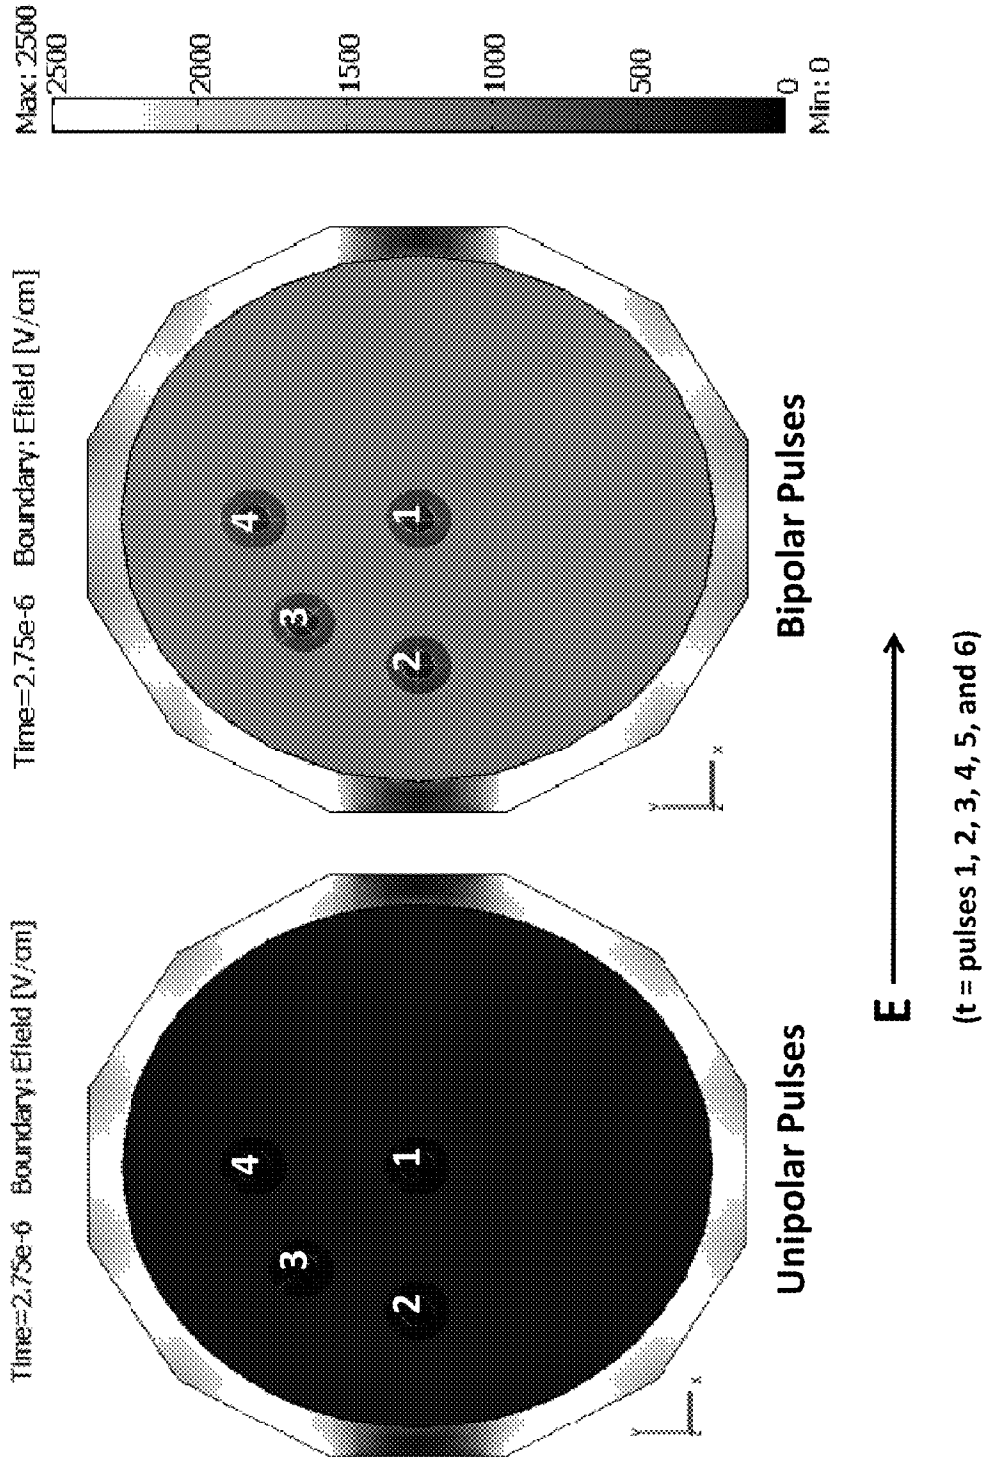 Time=2.75e-6 Boundary: Efield [V/cm]
4
3
2
1
Unipolar Pulses
y
z
x
Time=2.75e-6 Boundary: Efield [V/cm]
4
3
2
1
Bipolar Pulses
y
z
x
Max: 2500
2500
2000
1500
1000
500
0
Min: 0
E
(t = pulses 1, 2, 3, 4, 5, and 6)